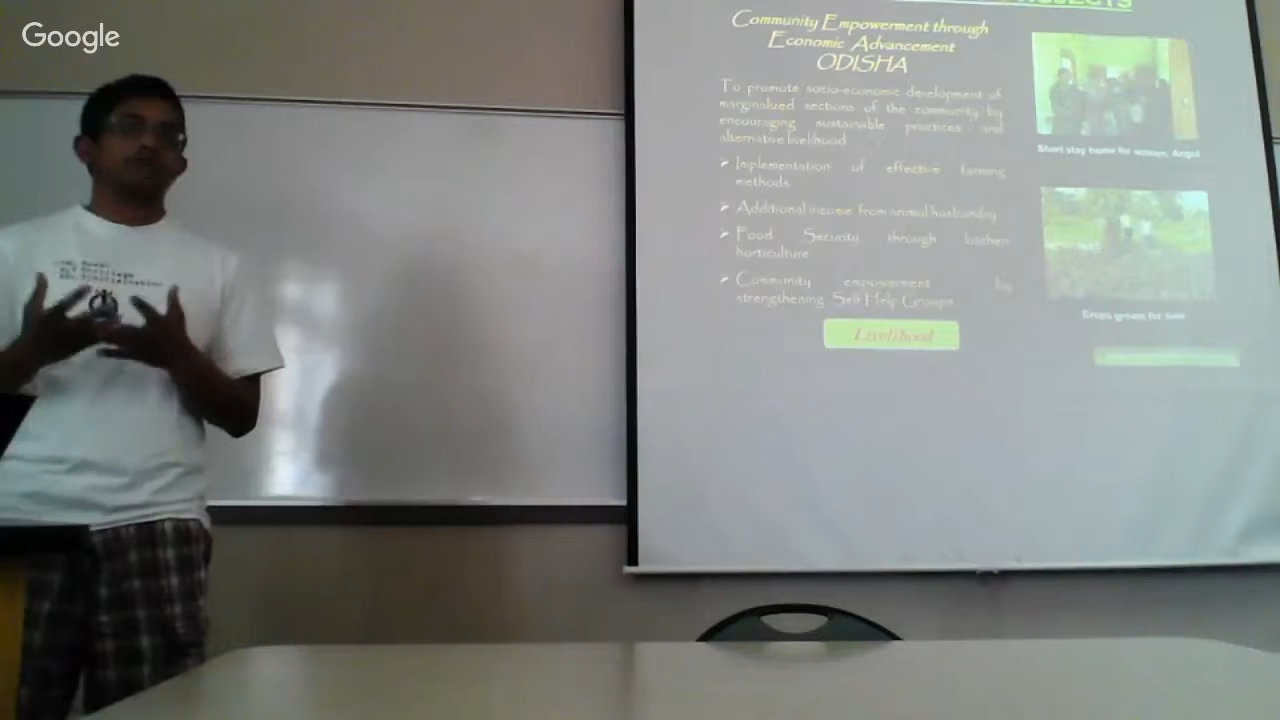 Google
Community Empowerment through
Economic Advancement
ODISHA
To promote socio-economic development of
marginalised sections of the community by
encouraging sustainable practices and
alternative livelihood
Implementation of effective farming
methods
Additional income from animal husbandry
Food Security through kitchen
horticulture
Community empowerment by
strengthening Self Help Groups
Livelihood
Short stay home for women, Angul
Crops grown for